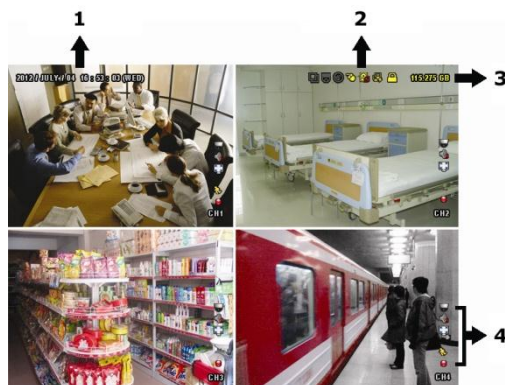 1
2
2012 / JULY / 04 16 : 53 : 03 (WED)
115.275 GB
3
CH1
CH2
4
CH3
CH4